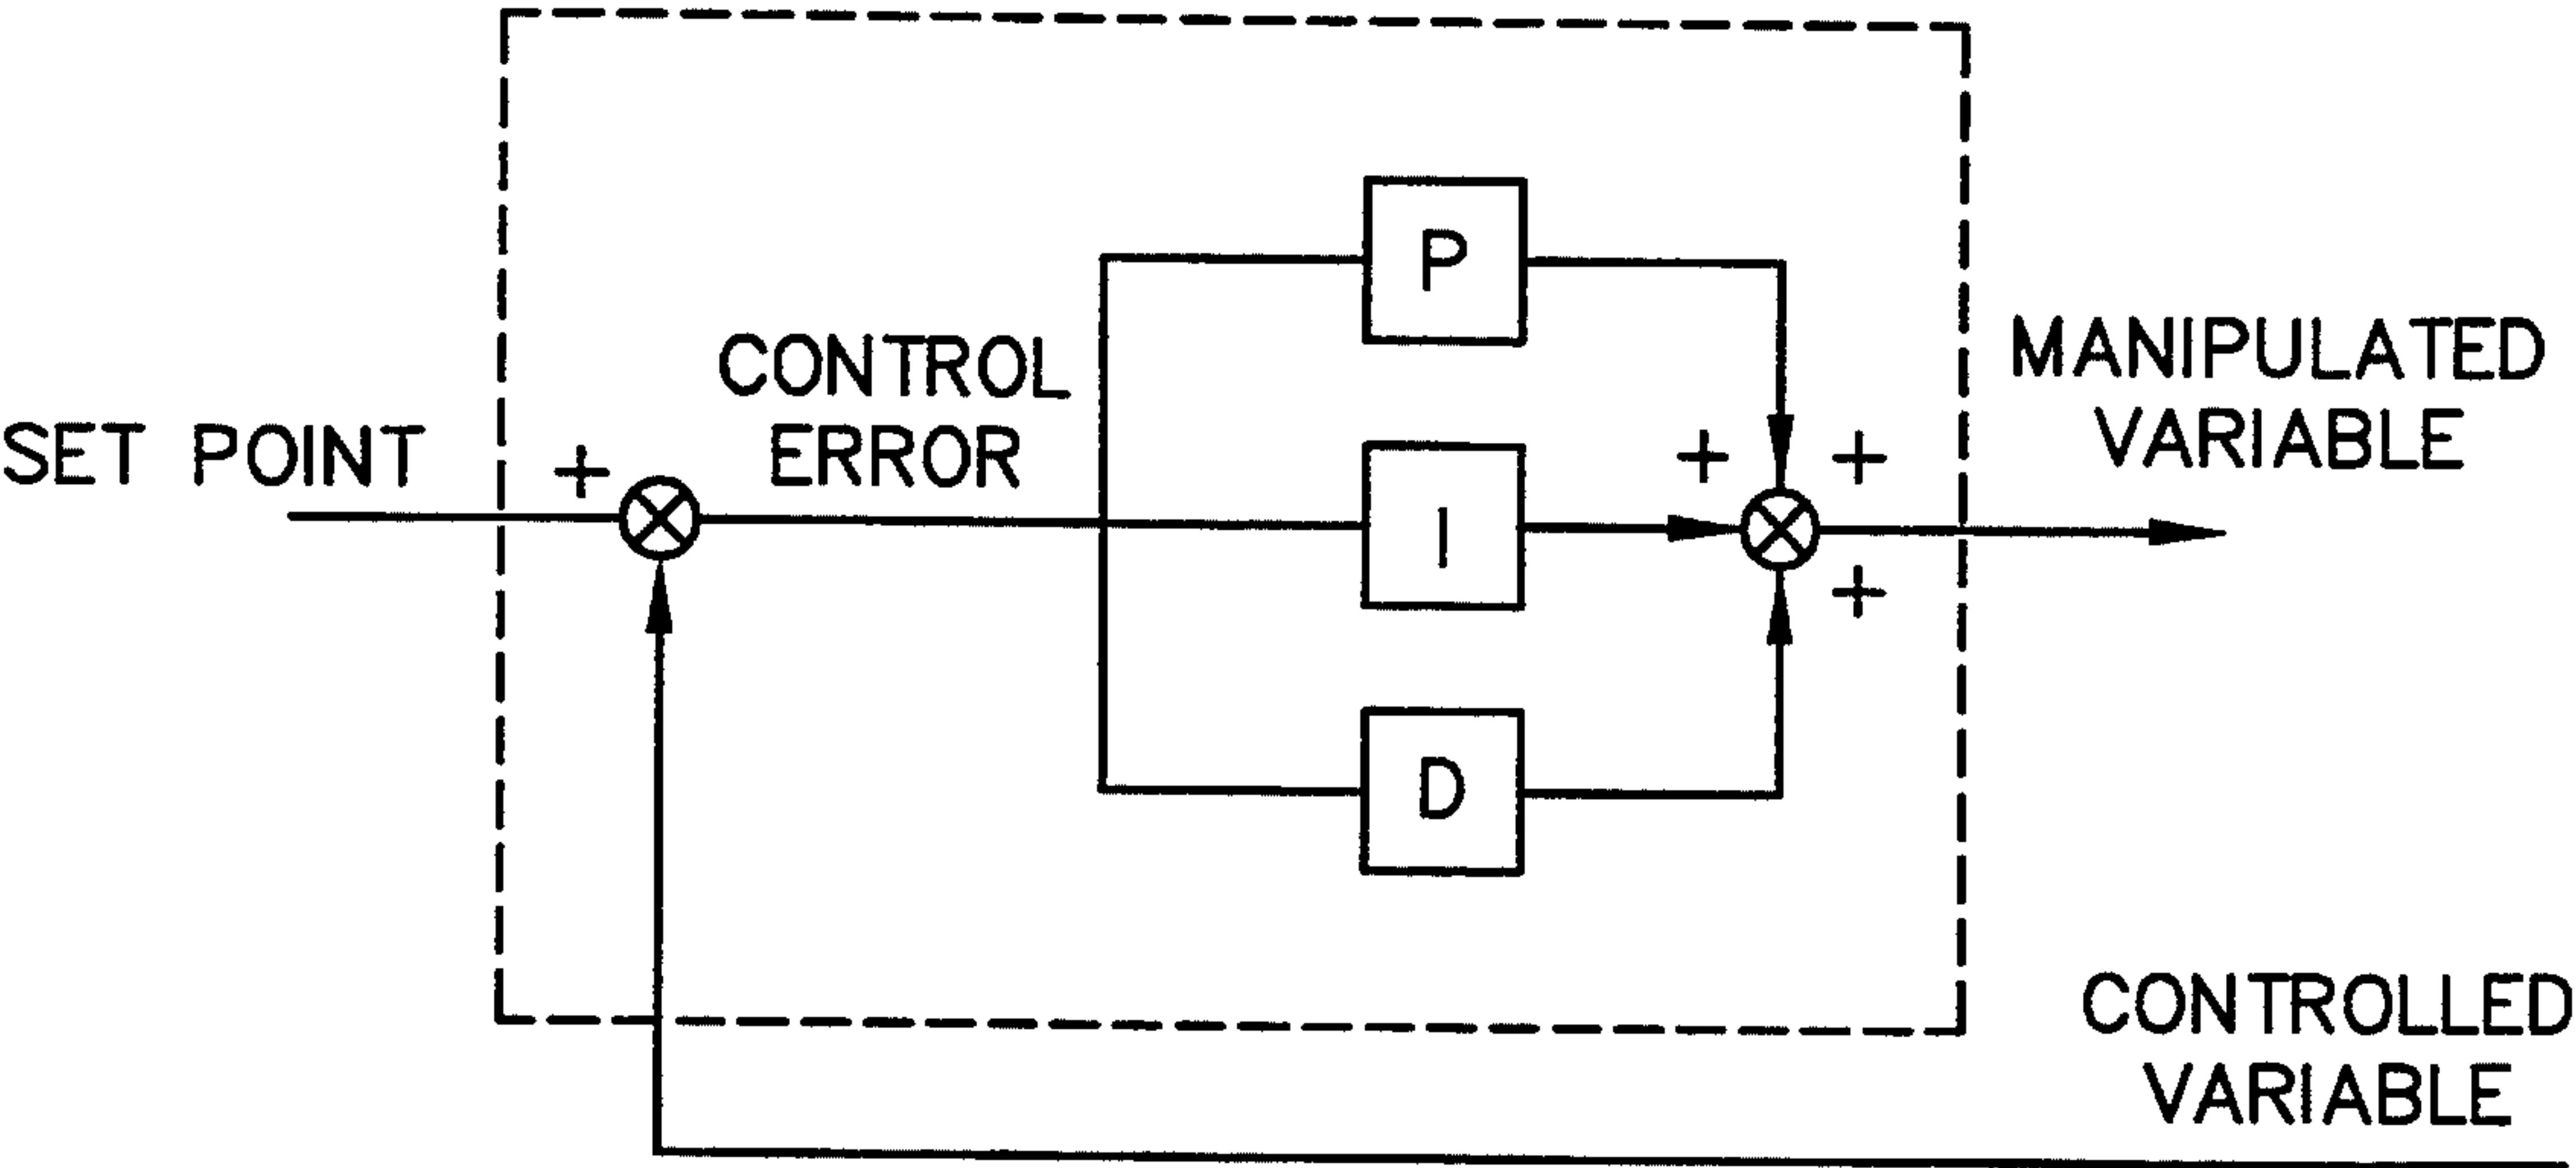 SET POINT
+
CONTROL
ERROR
P
I
D
+
+
+
MANIPULATED
VARIABLE
CONTROLLED
VARIABLE